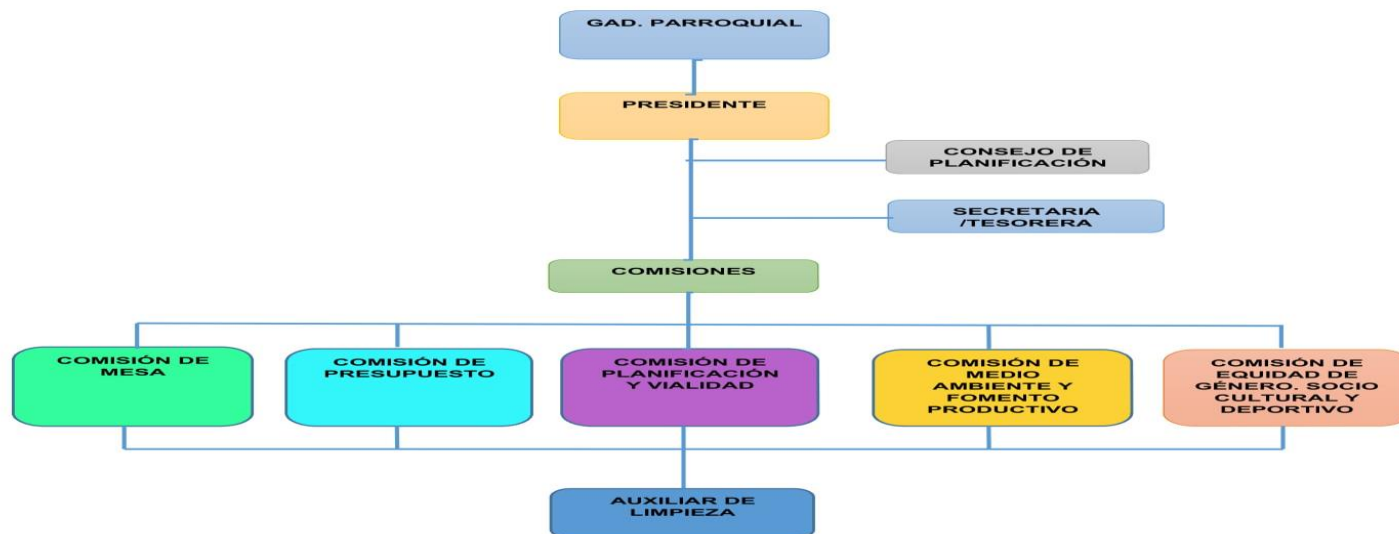 GAD. PARROQUIAL
PRESIDENTE
CONSEJO DE
PLANIFICACIÓN
SECRETARIA
/TESORERA
COMISIONES
COMISIÓN DE
MESA
COMISIÓN DE
PRESUPUESTO
COMISIÓN DE
PLANIFICACIÓN
Y VIALIDAD
COMISIÓN DE
MEDIO
AMBIENTE Y
FOMENTO
PRODUCTIVO
COMISIÓN DE
EQUIDAD DE
GÉNERO. SOCIO
CULTURAL Y
DEPORTIVO
AUXILIAR DE
LIMPIEZA